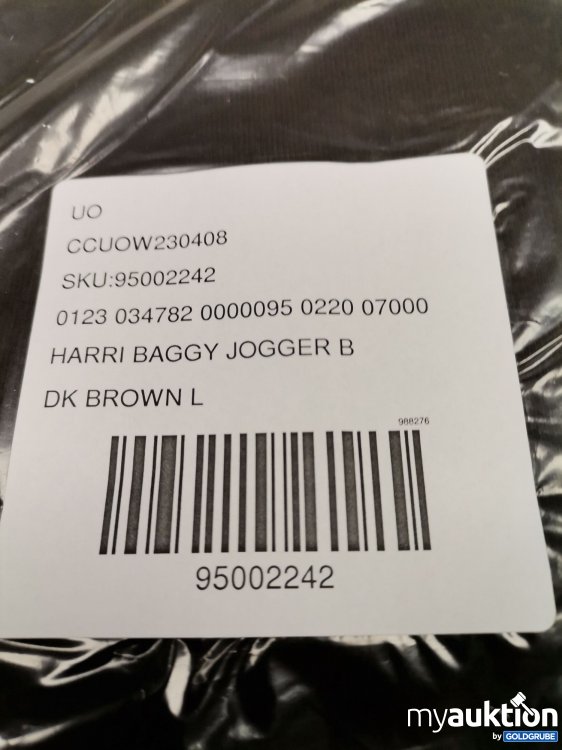 UO
CCUOW230408
SKU:95002242
0123 034782 0000095 0220 07000
HARRI BAGGY JOGGER B
DK BROWN L
988276
95002242
myauktion
by GOLDGRUBE